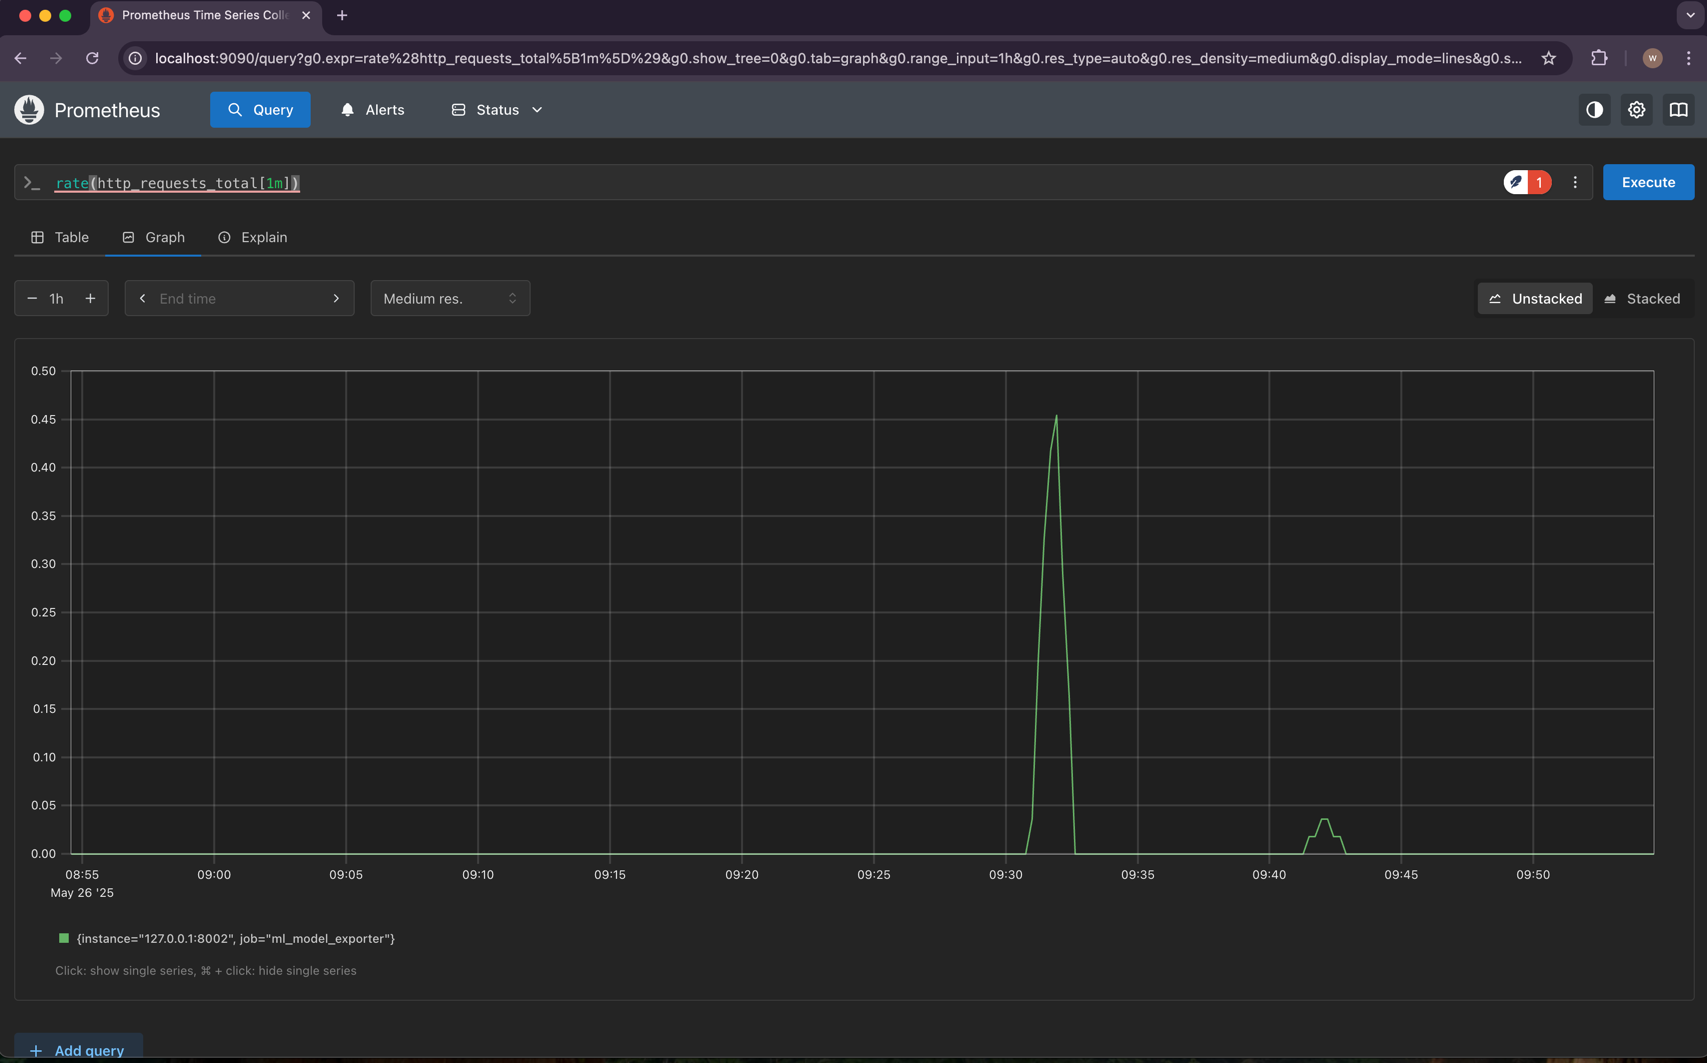 Prometheus Time Series Coll
localhost:9090/query?g0.expr=rate%28http_requests_total%5B1m%5D%29&g0.show_tree=0&g0.tab=graph&g0.range_input=1h&g0.res_type=auto&g0.res_density=medium&g0.display_mode=lines&g0.s...
W
Prometheus
Query
Alerts
Status
rate(http_requests_total[1m])
1
Execute
Table
Graph
Explain
1h
End time
Medium res.
Unstacked
Stacked
0.50
0.45
0.40
0.35
0.30
0.25
0.20
0.15
0.10
0.05
0.00
08:55
09:00
09:05
09:10
09:15
09:20
09:25
09:30
09:35
09:40
09:45
09:50
May 26 '25
{instance="127.0.0.1:8002", job="ml_model_exporter"}
Click: show single series, ⌘ + click: hide single series
Add query